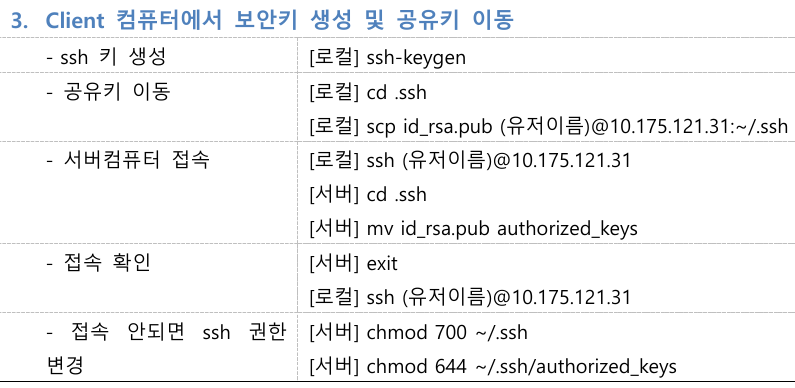 3. Client 컴퓨터에서 보안키 생성 및 공유키 이동
- ssh 키 생성
[로컬] ssh-keygen
- 공유키 이동
[로컬] cd .ssh
[로컬] scp id_rsa.pub (유저이름)@10.175.121.31:~/.ssh
- 서버컴퓨터 접속
[로컬] ssh (유저이름)@10.175.121.31
[서버] cd .ssh
[서버] mv id_rsa.pub authorized_keys
- 접속 확인
[서버] exit
[로컬] ssh (유저이름)@10.175.121.31
- 접속 안되면 ssh 권한
변경
[서버] chmod 700 ~/.ssh
[서버] chmod 644 ~/.ssh/authorized_keys